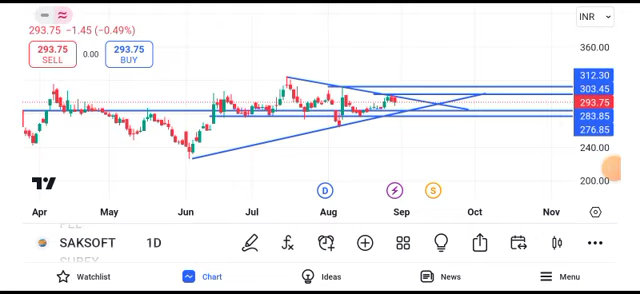 INR
293.75 −1.45 (−0.49%)
293.75
SELL
0.00
293.75
BUY
360.00
312.30
303.45
293.75
283.85
276.85
240.00
200.00
D
S
Apr May Jun Jul Aug Sep Oct Nov
SAKSOFT 1D
Watchlist Chart Ideas News Menu